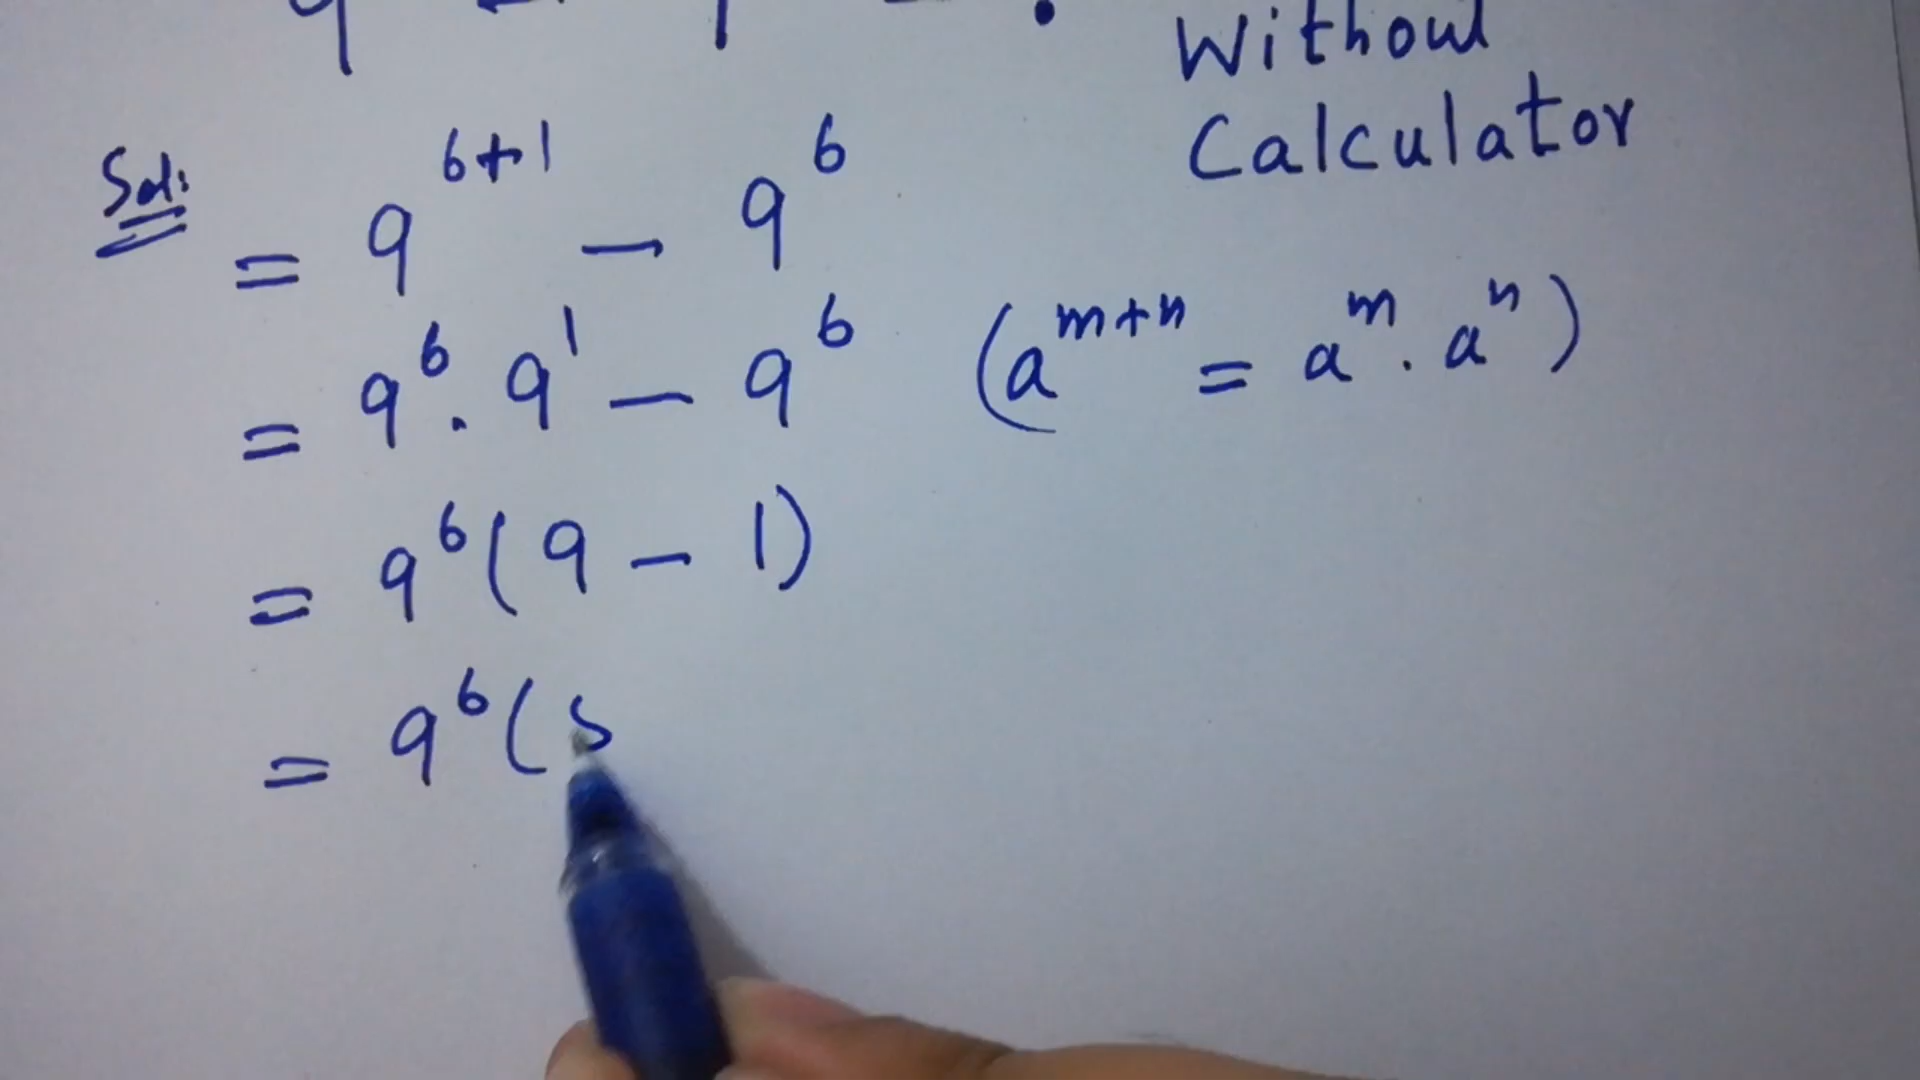 Without
Calculator
Sol:
= 9^{6+1} - 9^6
= 9^6 . 9^1 - 9^6 (a^{m+n} = a^m . a^n)
= 9^6 (9 - 1)
= 9^6 (